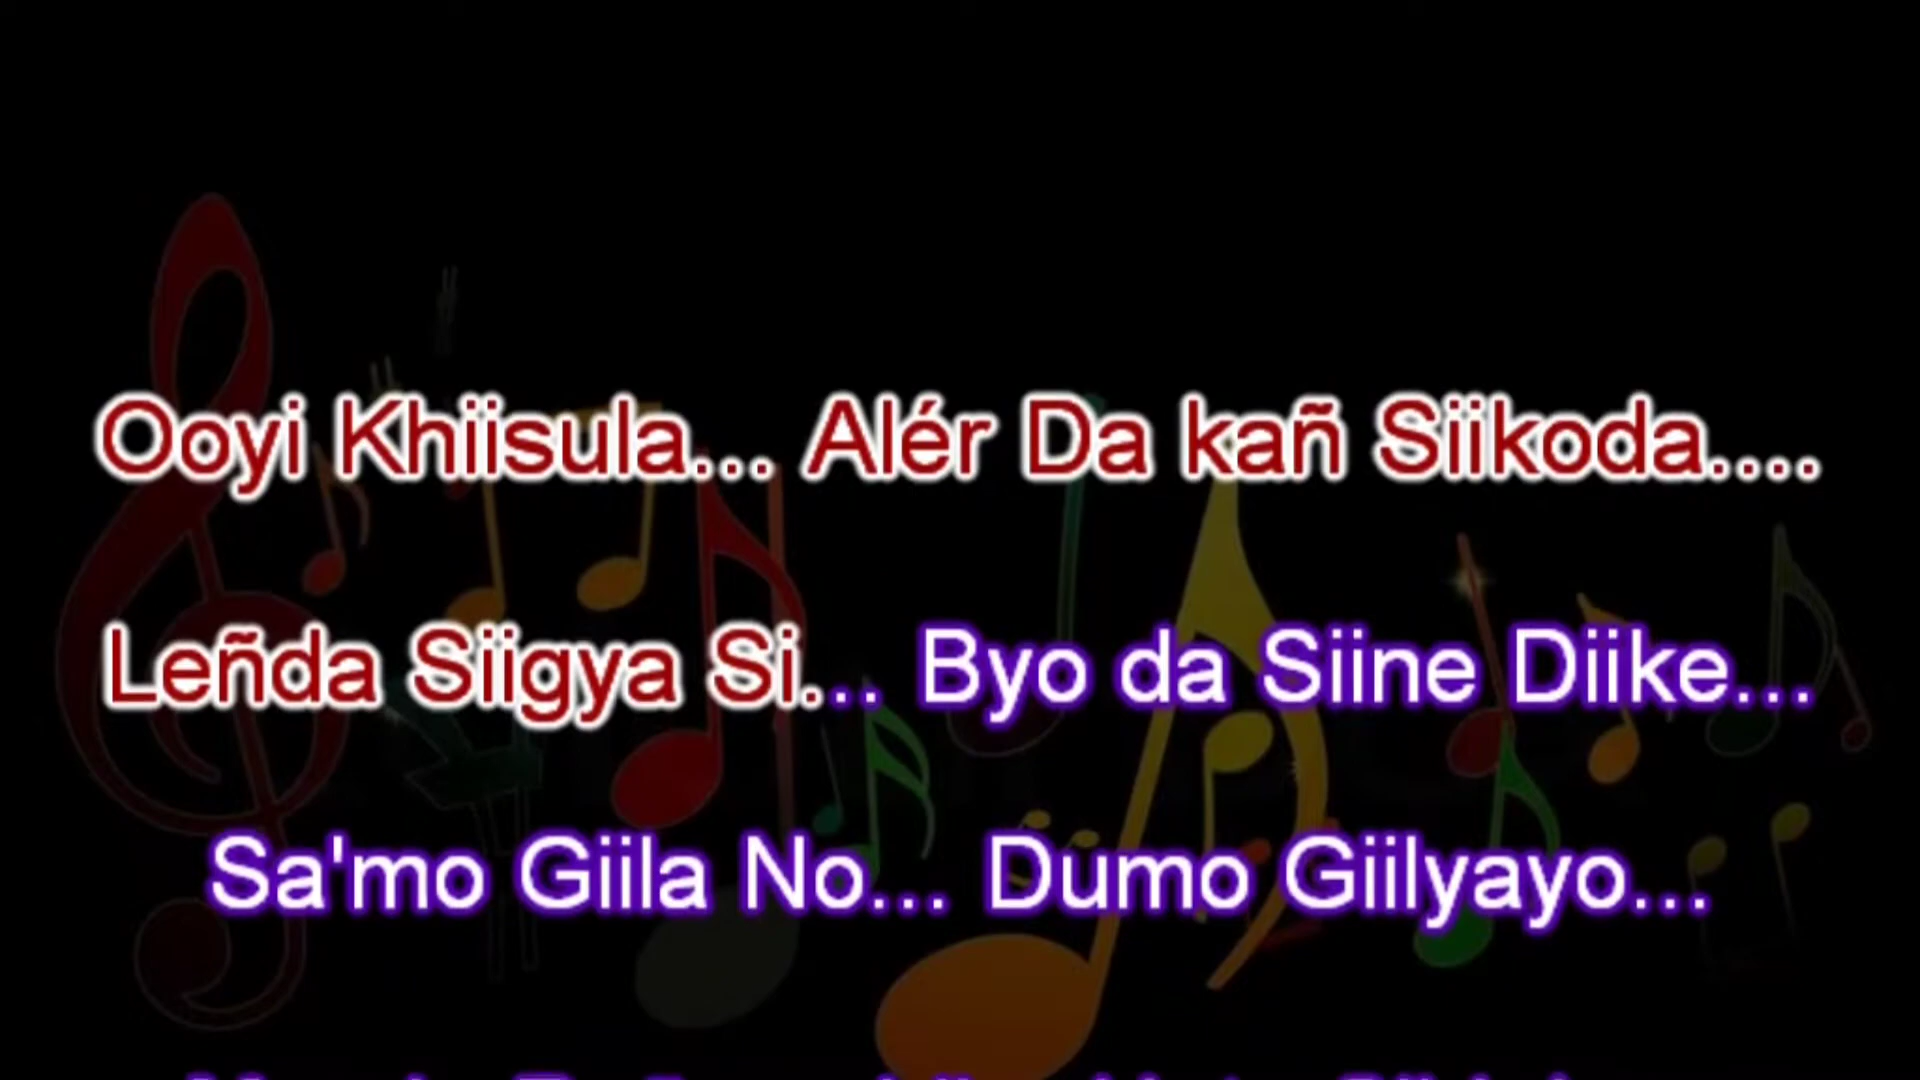 Ooyi Khiisula... Alér Da kañ Siikoda....
Leñda Siigya Si... Byo da Siine Diike...
Sa'mo Giila No... Dumo Giilyayo...